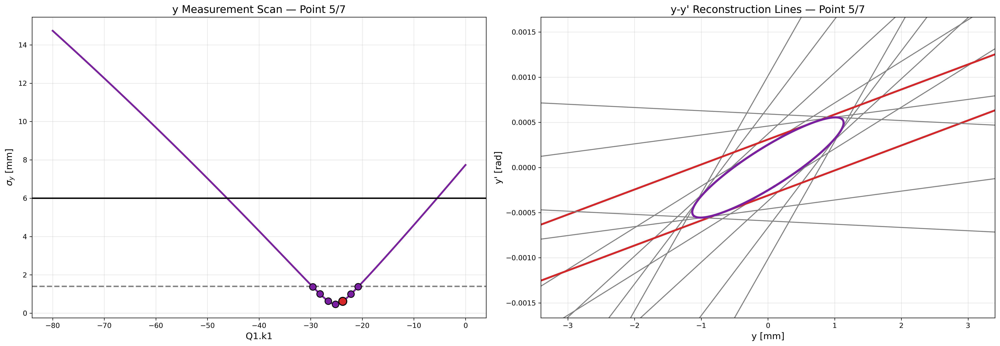 y Measurement Scan — Point 5/7
14
12
10
8
6
4
2
0
σy [mm]
−80 −70 −60 −50 −40 −30 −20 −10 0
Q1.k1
y-y' Reconstruction Lines — Point 5/7
0.0015
0.0010
0.0005
0.0000
−0.0005
−0.0010
−0.0015
y' [rad]
−3 −2 −1 0 1 2 3
y [mm]